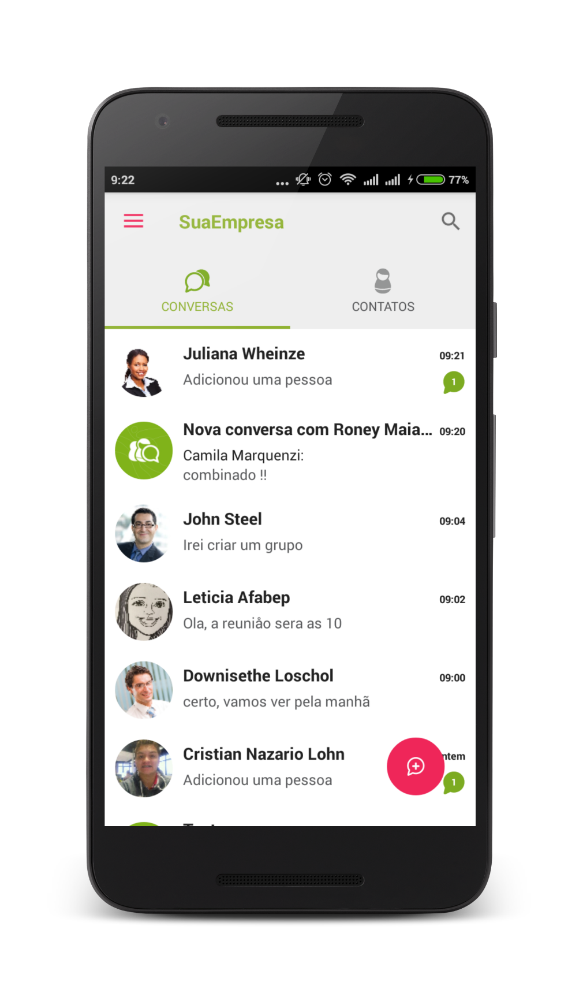 9:22
77%
SuaEmpresa
CONVERSAS
CONTATOS
Juliana Wheinze
09:21
Adicionou uma pessoa
1
Nova conversa com Roney Maia...
09:20
Camila Marquenzi:
combinado !!
John Steel
09:04
Irei criar um grupo
Leticia Afabep
09:02
Ola, a reuniåo sera as 10
Downisethe Loschol
09:00
certo, vamos ver pela manhã
Cristian Nazario Lohn
ntem
Adicionou uma pessoa
1